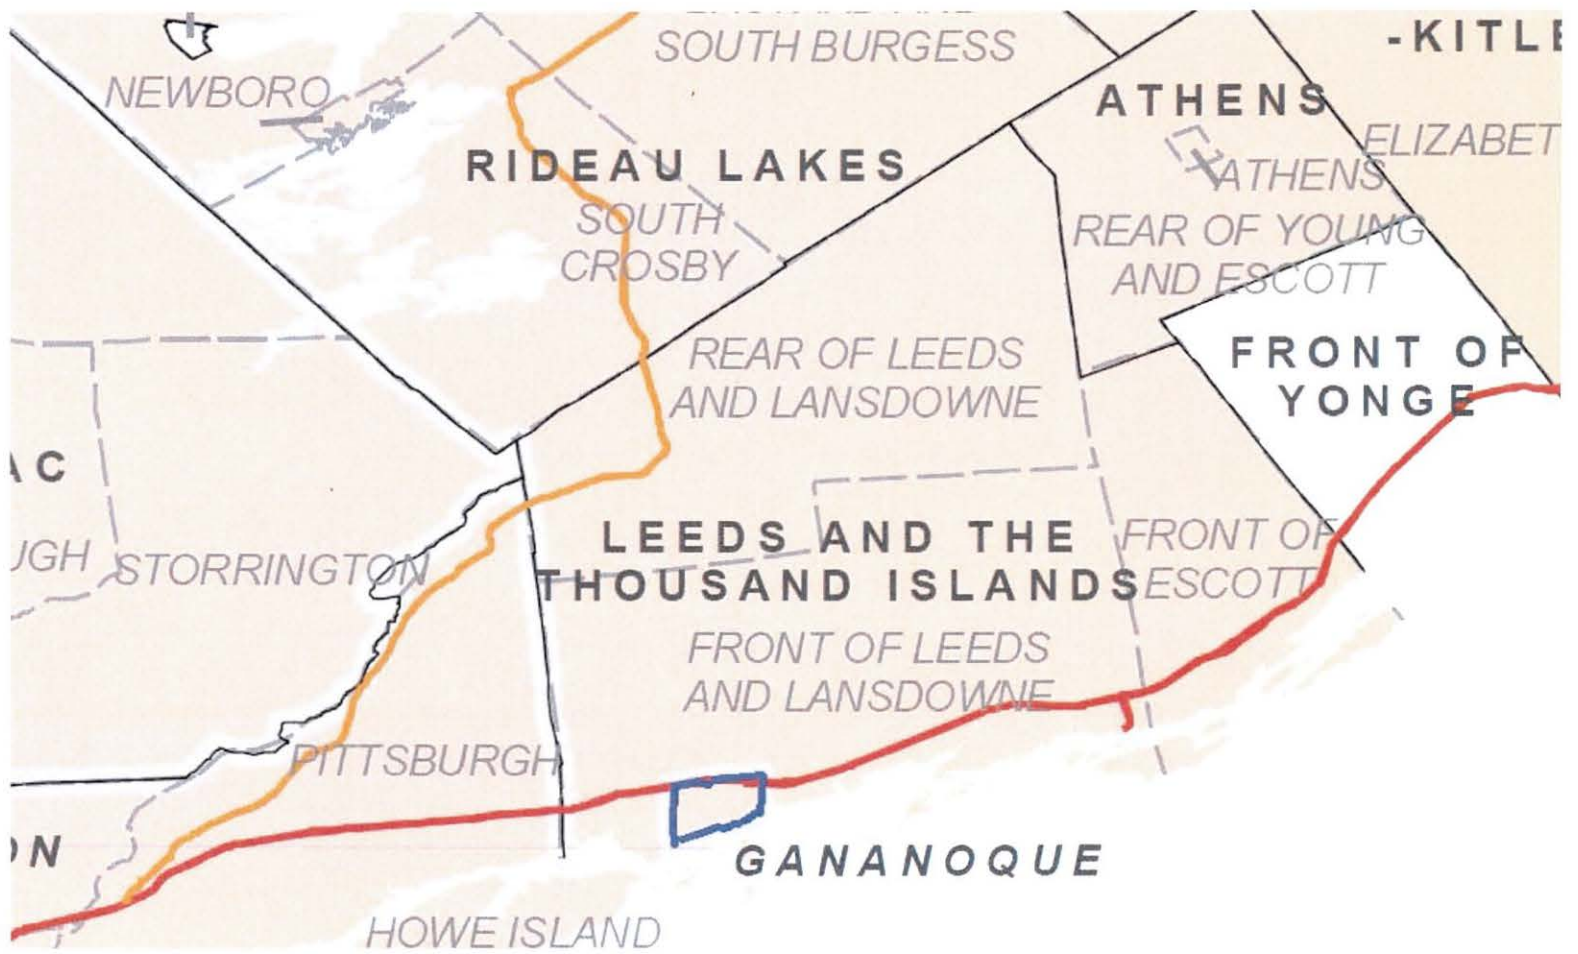 SOUTH BURGESS
-KITLE
NEWBORO
ATHENS
ELIZABET
RIDEAU LAKES
ATHENS
SOUTH
CROSBY
REAR OF YOUNG
AND ESCOTT
REAR OF LEEDS
AND LANSDOWNE
FRONT OF
YONGE
AC
UGH
STORRINGTON
LEEDS AND THE
THOUSAND ISLANDS
FRONT OF
ESCOTT
FRONT OF LEEDS
AND LANSDOWNE
PITTSBURGH
ON
GANANOQUE
HOWE ISLAND